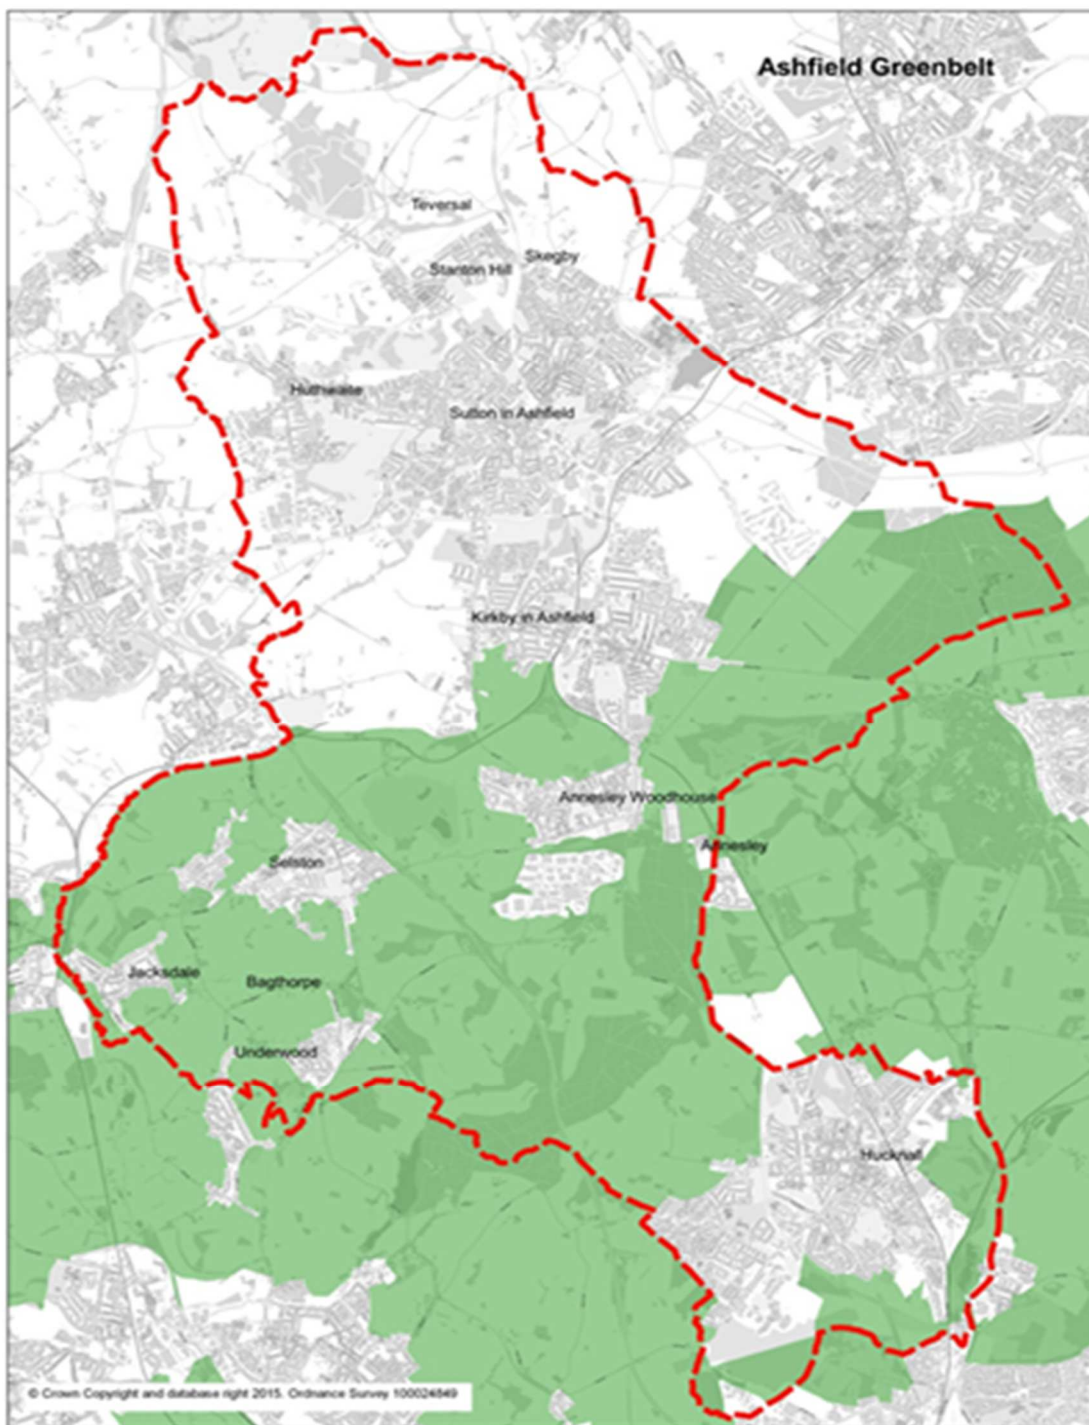 Ashfield Greenbelt
Teversal
Skegby
Stanton Hill
Huthwaite
Sutton in Ashfield
Kirkby in Ashfield
Annesley Woodhouse
Annesley
Selston
Jacksdale
Bagthorpe
Underwood
Hucknall
© Crown Copyright and database right 2015. Ordnance Survey 100024849